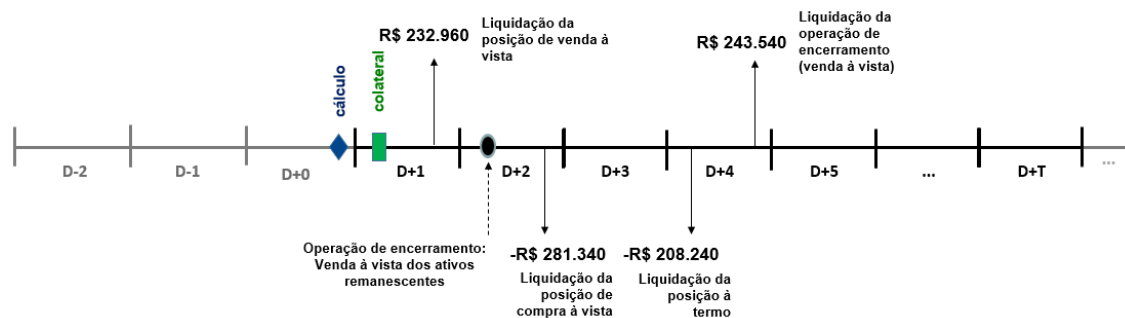 R$ 232.960
Liquidação da
posição de venda à
vista
R$ 243.540
Liquidação da
operação de
encerramento
(venda à vista)
cálculo
colateral
D-2
D-1
D+0
D+1
D+2
D+3
D+4
D+5
...
D+T
...
Operação de encerramento:
Venda à vista dos ativos
remanescentes
-R$ 281.340
Liquidação da
posição de
compra à vista
-R$ 208.240
Liquidação da
posição à
termo